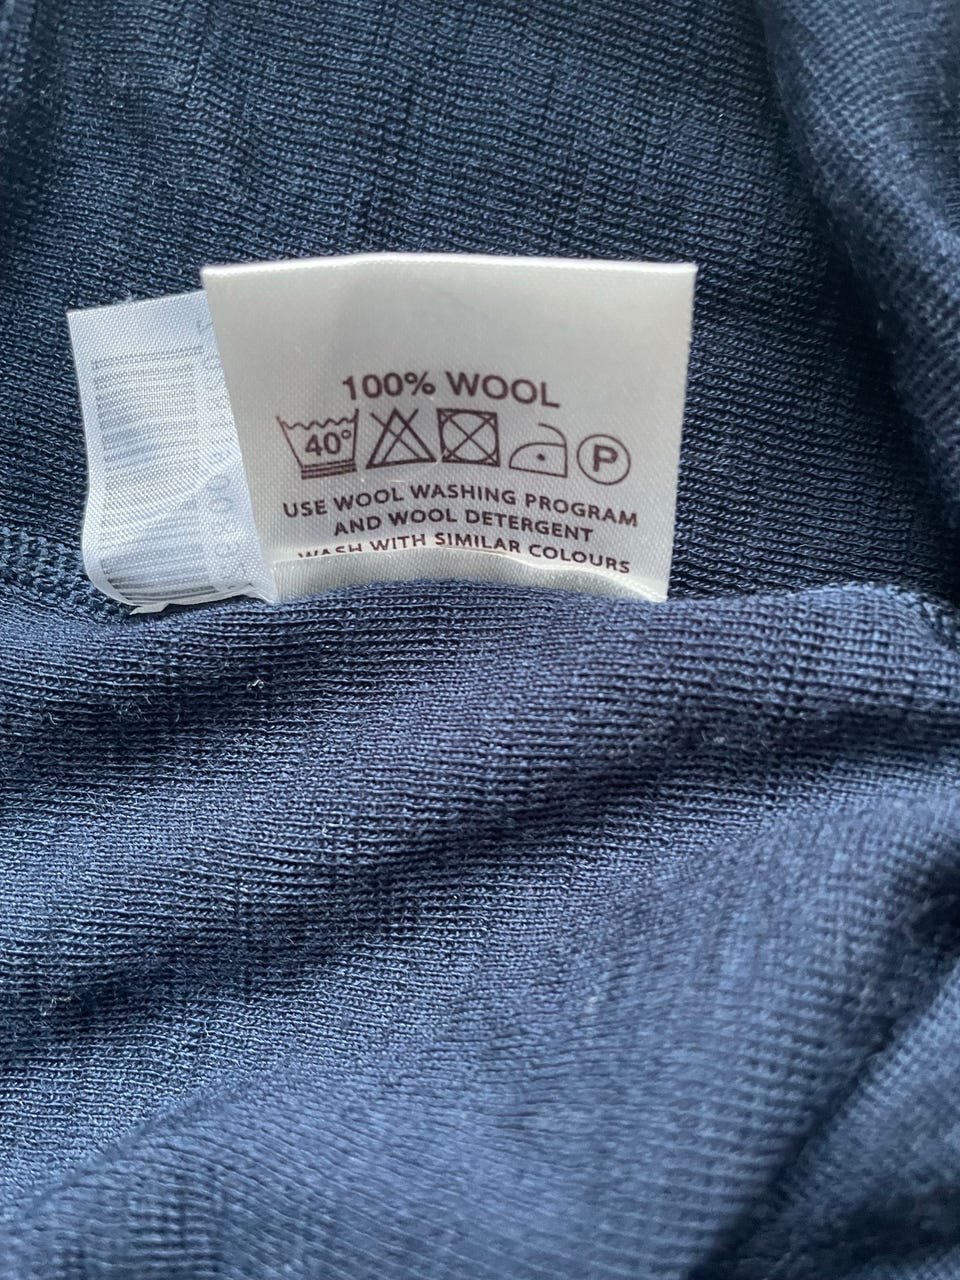 100% WOOL
40°
P
USE WOOL WASHING PROGRAM
AND WOOL DETERGENT
WASH WITH SIMILAR COLOURS